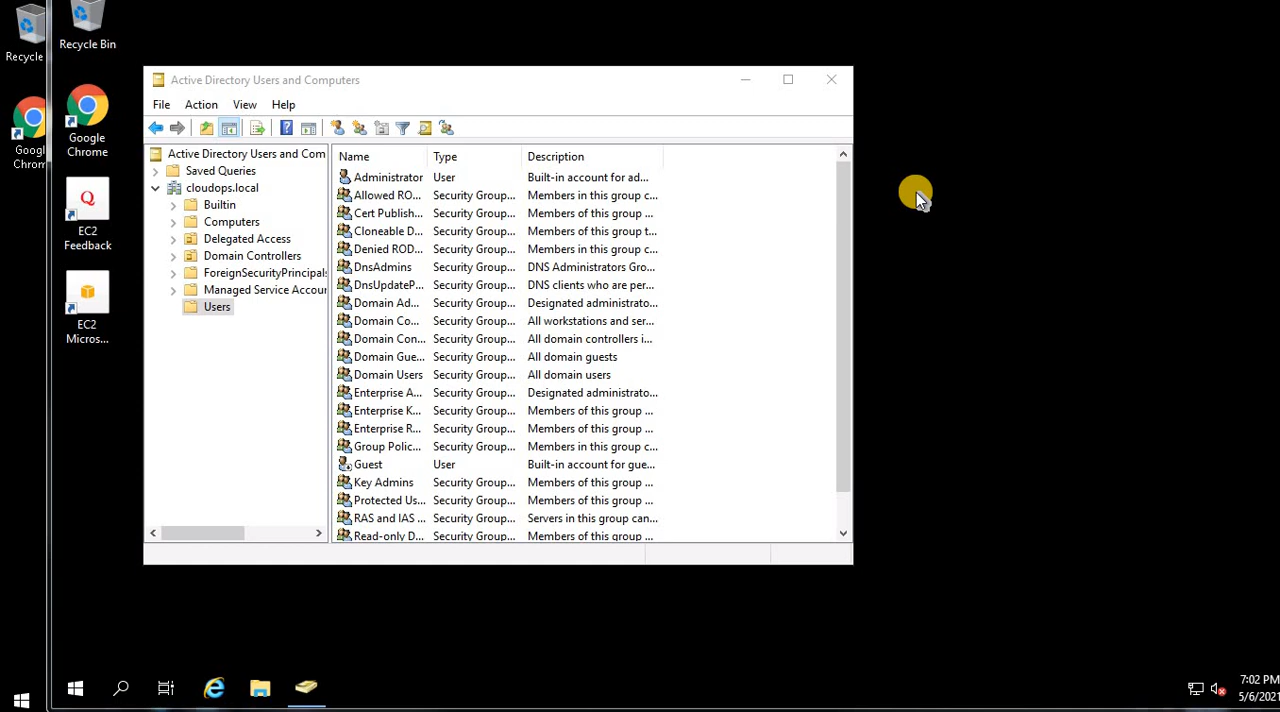 Recycle
Googl
Chrom
Recycle Bin
Google
Chrome
Q
EC2
Feedback
EC2
Micros...
Active Directory Users and Computers
File Action View Help
Active Directory Users and Com
Saved Queries
cloudops.local
Builtin
Computers
Delegated Access
Domain Controllers
ForeignSecurityPrincipals
Managed Service Accour
Users
Name Type Description
Administrator User Built-in account for ad...
Allowed RO... Security Group... Members in this group c...
Cert Publish... Security Group... Members of this group ...
Cloneable D... Security Group... Members of this group t...
Denied ROD... Security Group... Members in this group c...
DnsAdmins Security Group... DNS Administrators Gro...
DnsUpdateP... Security Group... DNS clients who are per...
Domain Ad... Security Group... Designated administrato...
Domain Co... Security Group... All workstations and ser...
Domain Con... Security Group... All domain controllers i...
Domain Gue... Security Group... All domain guests
Domain Users Security Group... All domain users
Enterprise A... Security Group... Designated administrato...
Enterprise K... Security Group... Members of this group ...
Enterprise R... Security Group... Members of this group ...
Group Polic... Security Group... Members in this group c...
Guest User Built-in account for gue...
Key Admins Security Group... Members of this group ...
Protected Us... Security Group... Members of this group ...
RAS and IAS ... Security Group... Servers in this group can...
Read-only D... Security Group... Members of this group ...
7:02 PM
5/6/2021